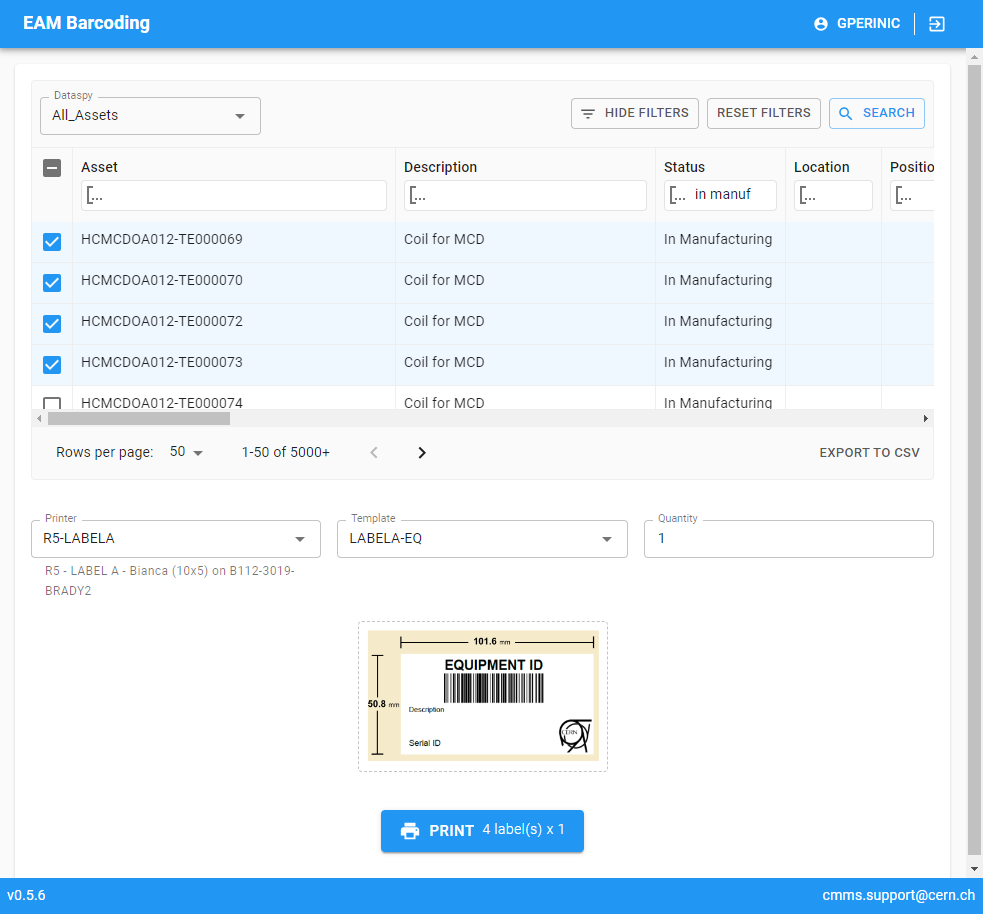 EAM Barcoding
GPERINIC
Dataspy
All_Assets
HIDE FILTERS
RESET FILTERS
SEARCH
Asset Description Status Location Positio
[... [... [... in manuf [... [...
HCMCDOA012-TE000069 Coil for MCD In Manufacturing
HCMCDOA012-TE000070 Coil for MCD In Manufacturing
HCMCDOA012-TE000072 Coil for MCD In Manufacturing
HCMCDOA012-TE000073 Coil for MCD In Manufacturing
HCMCDOA012-TE000074 Coil for MCD In Manufacturing
Rows per page: 50 1-50 of 5000+ EXPORT TO CSV
Printer Template Quantity
R5-LABELA LABELA-EQ 1
R5 - LABEL A - Bianca (10x5) on B112-3019-
BRADY2
101.6 mm
EQUIPMENT ID
50.8 mm
Description
CERN
Serial ID
PRINT 4 label(s) x 1
v0.5.6 cmms.support@cern.ch